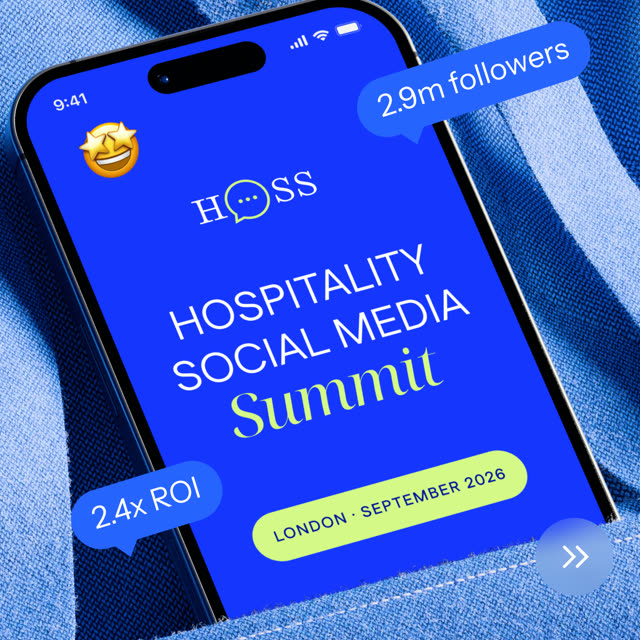 9:41
2.9m followers
HOSS
HOSPITALITY
SOCIAL MEDIA
Summit
2.4x ROI
LONDON · SEPTEMBER 2026